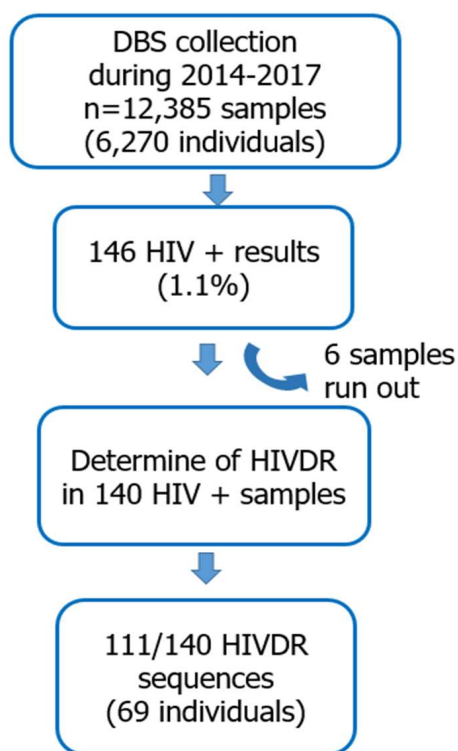 DBS collection
during 2014-2017
n=12,385 samples
(6,270 individuals)
146 HIV + results
(1.1%)
6 samples
run out
Determine of HIVDR
in 140 HIV + samples
111/140 HIVDR
sequences
(69 individuals)